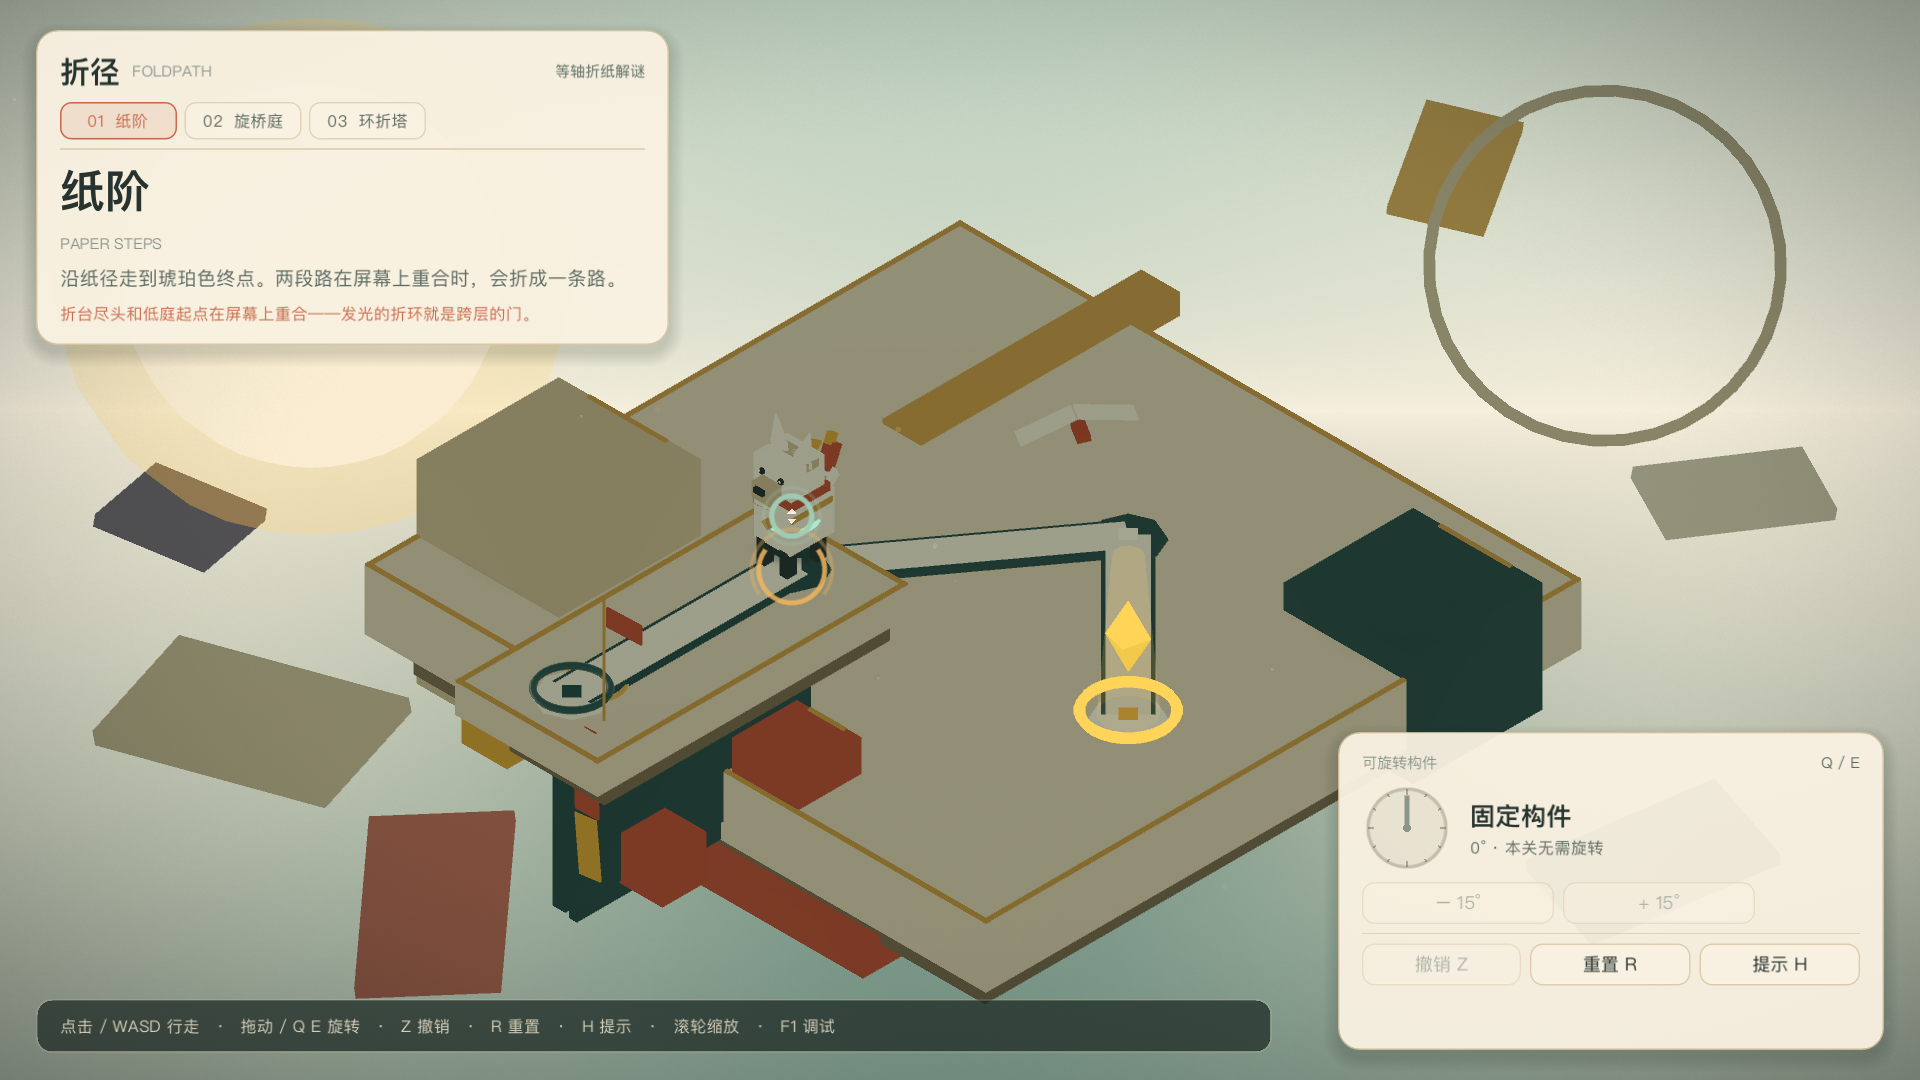 折径 FOLDPATH 等轴折纸解谜
01 纸阶 02 旋桥庭 03 环折塔
纸阶
PAPER STEPS
沿纸径走到琥珀色终点。两段路在屏幕上重合时，会折成一条路。
折台尽头和低庭起点在屏幕上重合——发光的折环就是跨层的门。
可旋转构件 Q / E
固定构件
0° · 本关无需旋转
— 15° + 15°
撤销 Z 重置 R 提示 H
点击 / WASD 行走 · 拖动 / Q E 旋转 · Z 撤销 · R 重置 · H 提示 · 滚轮缩放 · F1 调试